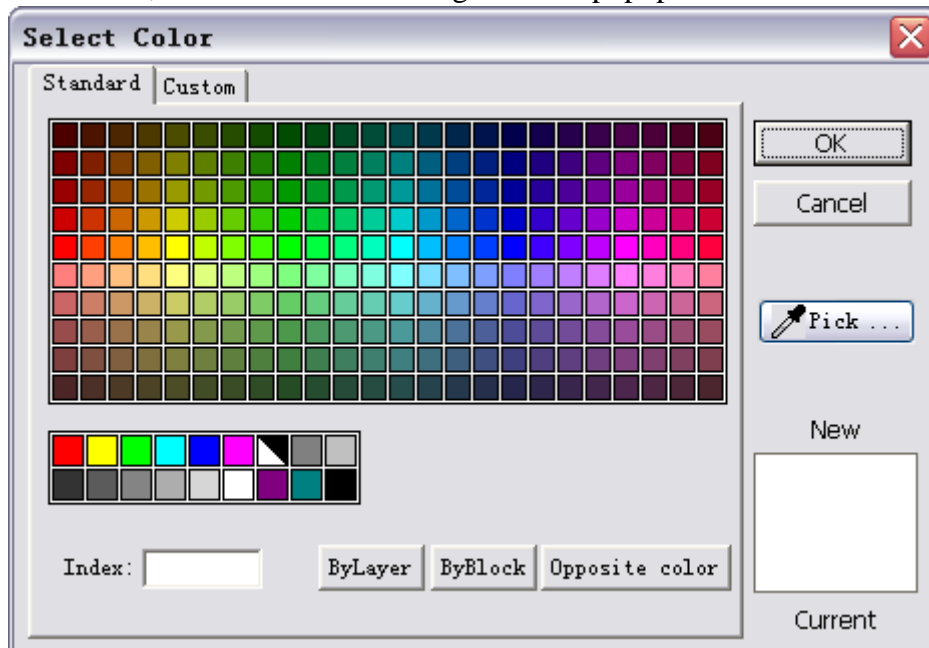 Select Color
Standard Custom
OK
Cancel
Pick ...
New
Index:
ByLayer ByBlock Opposite color
Current